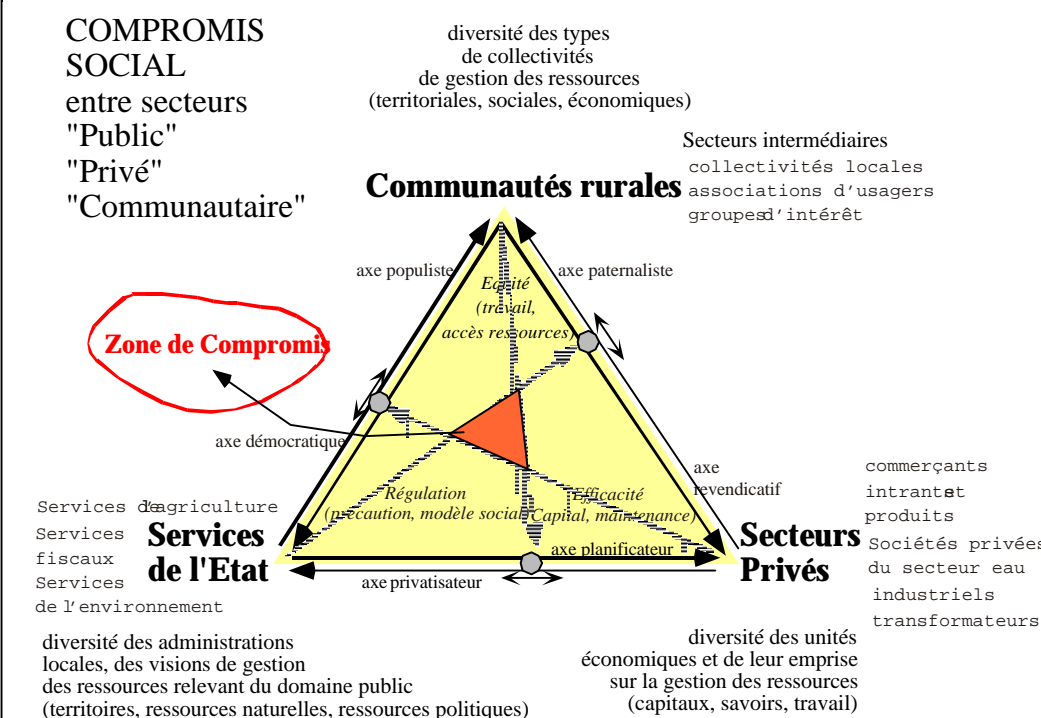 COMPROMIS
SOCIAL
entre secteurs
"Public"
"Privé"
"Communautaire"
diversité des types
de collectivités
de gestion des ressources
(territoriales, sociales, économiques)
Secteurs intermédiaires
collectivités locales
associations d'usagers
groupes d'intérêt
Communautés rurales
axe populiste
axe paternaliste
Equité
(travail,
accès ressources)
Zone de Compromis
axe démocratique
axe
revendicatif
Régulation
(précaution, modèle social)
Efficacité
(Capital, maintenance)
Services de l'agriculture
Services
fiscaux
Services
de l'environnement
Services
de l'Etat
axe planificateur
axe privatisateur
Secteurs
Privés
commerçants
intrants et
produits
Sociétés privées
du secteur eau
industriels
transformateurs
diversité des administrations
locales, des visions de gestion
des ressources relevant du domaine public
(territoires, ressources naturelles, ressources politiques)
diversité des unités
économiques et de leur emprise
sur la gestion des ressources
(capitaux, savoirs, travail)